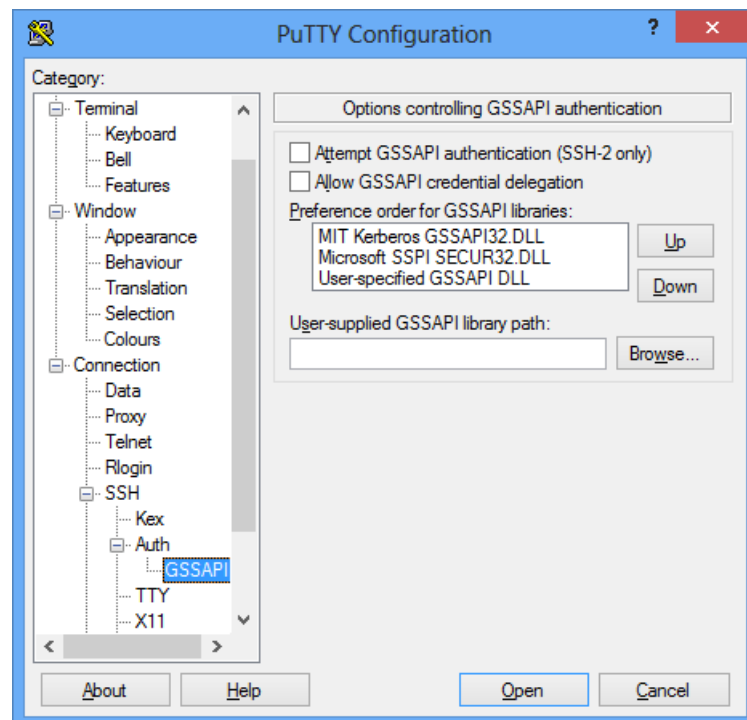 PuTTY Configuration
?
Category:
Terminal
Keyboard
Bell
Features
Window
Appearance
Behaviour
Translation
Selection
Colours
Connection
Data
Proxy
Telnet
Rlogin
SSH
Kex
Auth
GSSAPI
TTY
X11
Options controlling GSSAPI authentication
Attempt GSSAPI authentication (SSH-2 only)
Allow GSSAPI credential delegation
Preference order for GSSAPI libraries:
MIT Kerberos GSSAPI32.DLL
Microsoft SSPI SECUR32.DLL
User-specified GSSAPI DLL
Up
Down
User-supplied GSSAPI library path:
Browse...
About
Help
Open
Cancel